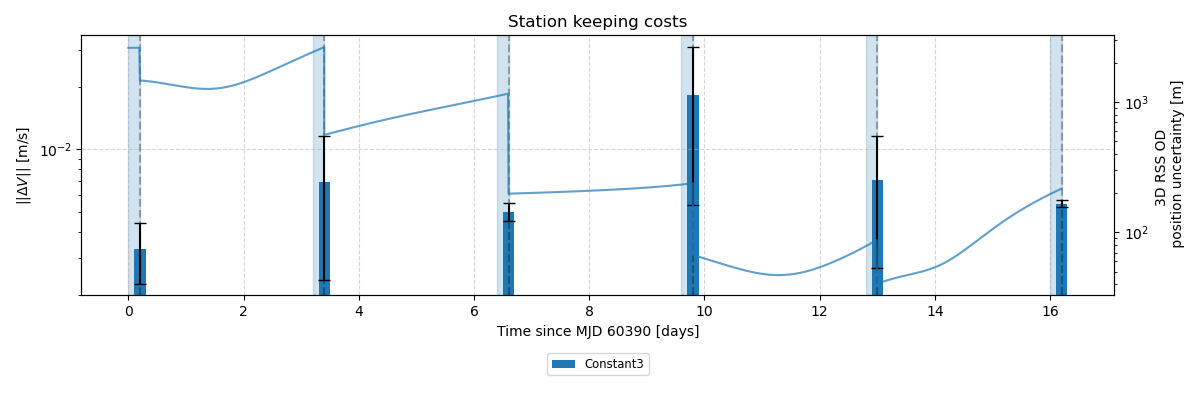 Station keeping costs
||ΔV|| [m/s]
10⁻²
10³
10²
3D RSS OD
position uncertainty [m]
0 2 4 6 8 10 12 14 16
Time since MJD 60390 [days]
Constant3